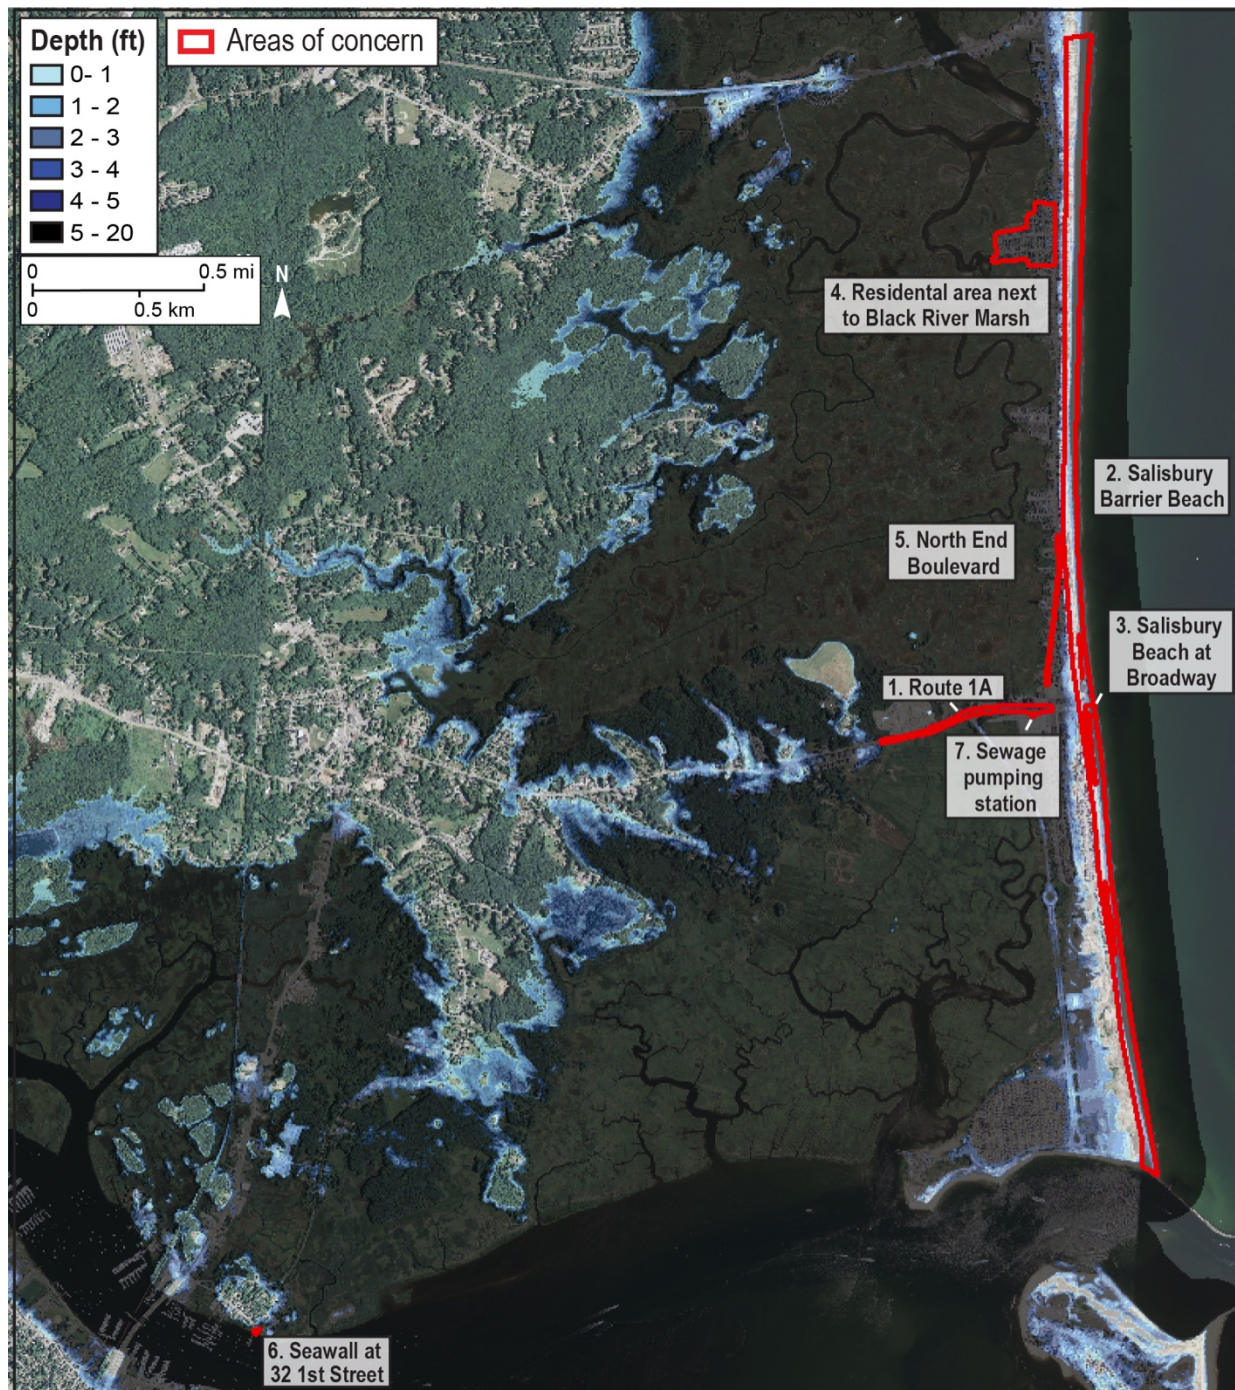 Depth (ft)
0- 1
1 - 2
2 - 3
3 - 4
4 - 5
5 - 20
Areas of concern
0 0.5 mi
0 0.5 km
N
4. Residental area next
to Black River Marsh
2. Salisbury
Barrier Beach
5. North End
Boulevard
3. Salisbury
Beach at
Broadway
1. Route 1A
7. Sewage
pumping
station
6. Seawall at
32 1st Street